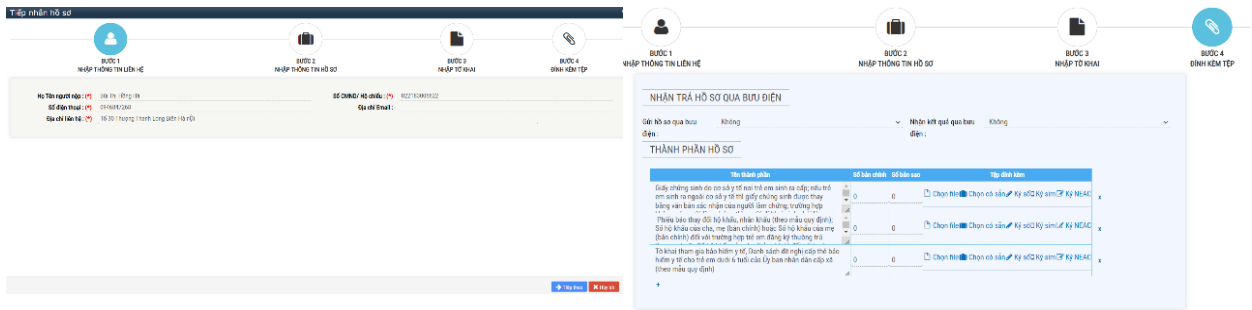 Tiếp nhận hồ sơ
BƯỚC 1
NHẬP THÔNG TIN LIÊN HỆ
BƯỚC 2
NHẬP THÔNG TIN HỒ SƠ
BƯỚC 3
NHẬP TỜ KHAI
BƯỚC 4
ĐÍNH KÈM TỆP
Họ Tên người nộp : (*)
Số CMND/ Hộ chiếu : (*)
Số điện thoại : (*)
Địa chỉ Email :
Địa chỉ liên hệ : (*)
Tiếp theo
Hủy bỏ
BƯỚC 1
NHẬP THÔNG TIN LIÊN HỆ
BƯỚC 2
NHẬP THÔNG TIN HỒ SƠ
BƯỚC 3
NHẬP TỜ KHAI
BƯỚC 4
ĐÍNH KÈM TỆP
NHẬN TRẢ HỒ SƠ QUA BƯU ĐIỆN
Gửi hồ sơ qua bưu điện : Không
Nhận kết quả qua bưu điện : Không
THÀNH PHẦN HỒ SƠ
Tên thành phần Số bản chính Số bản sao Tệp đính kèm
Giấy chứng sinh do cơ sở y tế nơi trẻ em sinh ra cấp; nếu trẻ
em sinh ra ngoài cơ sở y tế thì giấy chứng sinh được thay
bằng văn bản xác nhận của người làm chứng; trường hợp
0 0 Chọn file Chọn có sẵn Ký số Ký sim Ký NEAC x
Phiếu báo thay đổi hộ khẩu, nhân khẩu (theo mẫu quy định);
Sổ hộ khẩu của cha, mẹ (bản chính) hoặc Sổ hộ khẩu của mẹ
(bản chính) đối với trường hợp trẻ em đăng ký thường trú
0 0 Chọn file Chọn có sẵn Ký số Ký sim Ký NEAC x
Tờ khai tham gia bảo hiểm y tế, Danh sách đề nghị cấp thẻ bảo
hiểm y tế cho trẻ em dưới 6 tuổi của Ủy ban nhân dân cấp xã
(theo mẫu quy định)
0 0 Chọn file Chọn có sẵn Ký số Ký sim Ký NEAC x
+